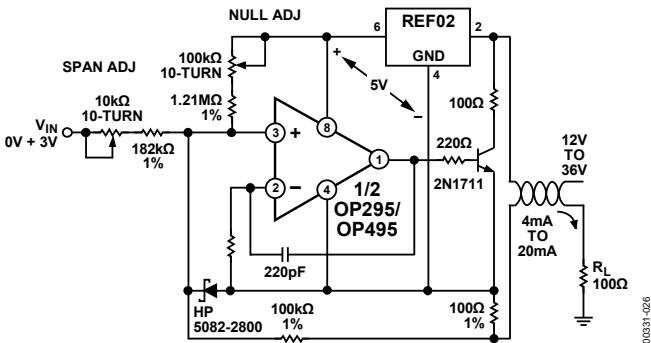 NULL ADJ
6
REF02
2
GND
4
100kΩ
10-TURN
+
5V
−
SPAN ADJ
10kΩ
10-TURN
1.21MΩ
1%
100Ω
VIN
0V + 3V
182kΩ
1%
3
+
8
1
220Ω
2N1711
12V
TO
36V
2
−
4
1/2
OP295/
OP495
220pF
4mA
TO
20mA
RL
100Ω
HP
5082-2800
100kΩ
1%
100Ω
1%
00331-026